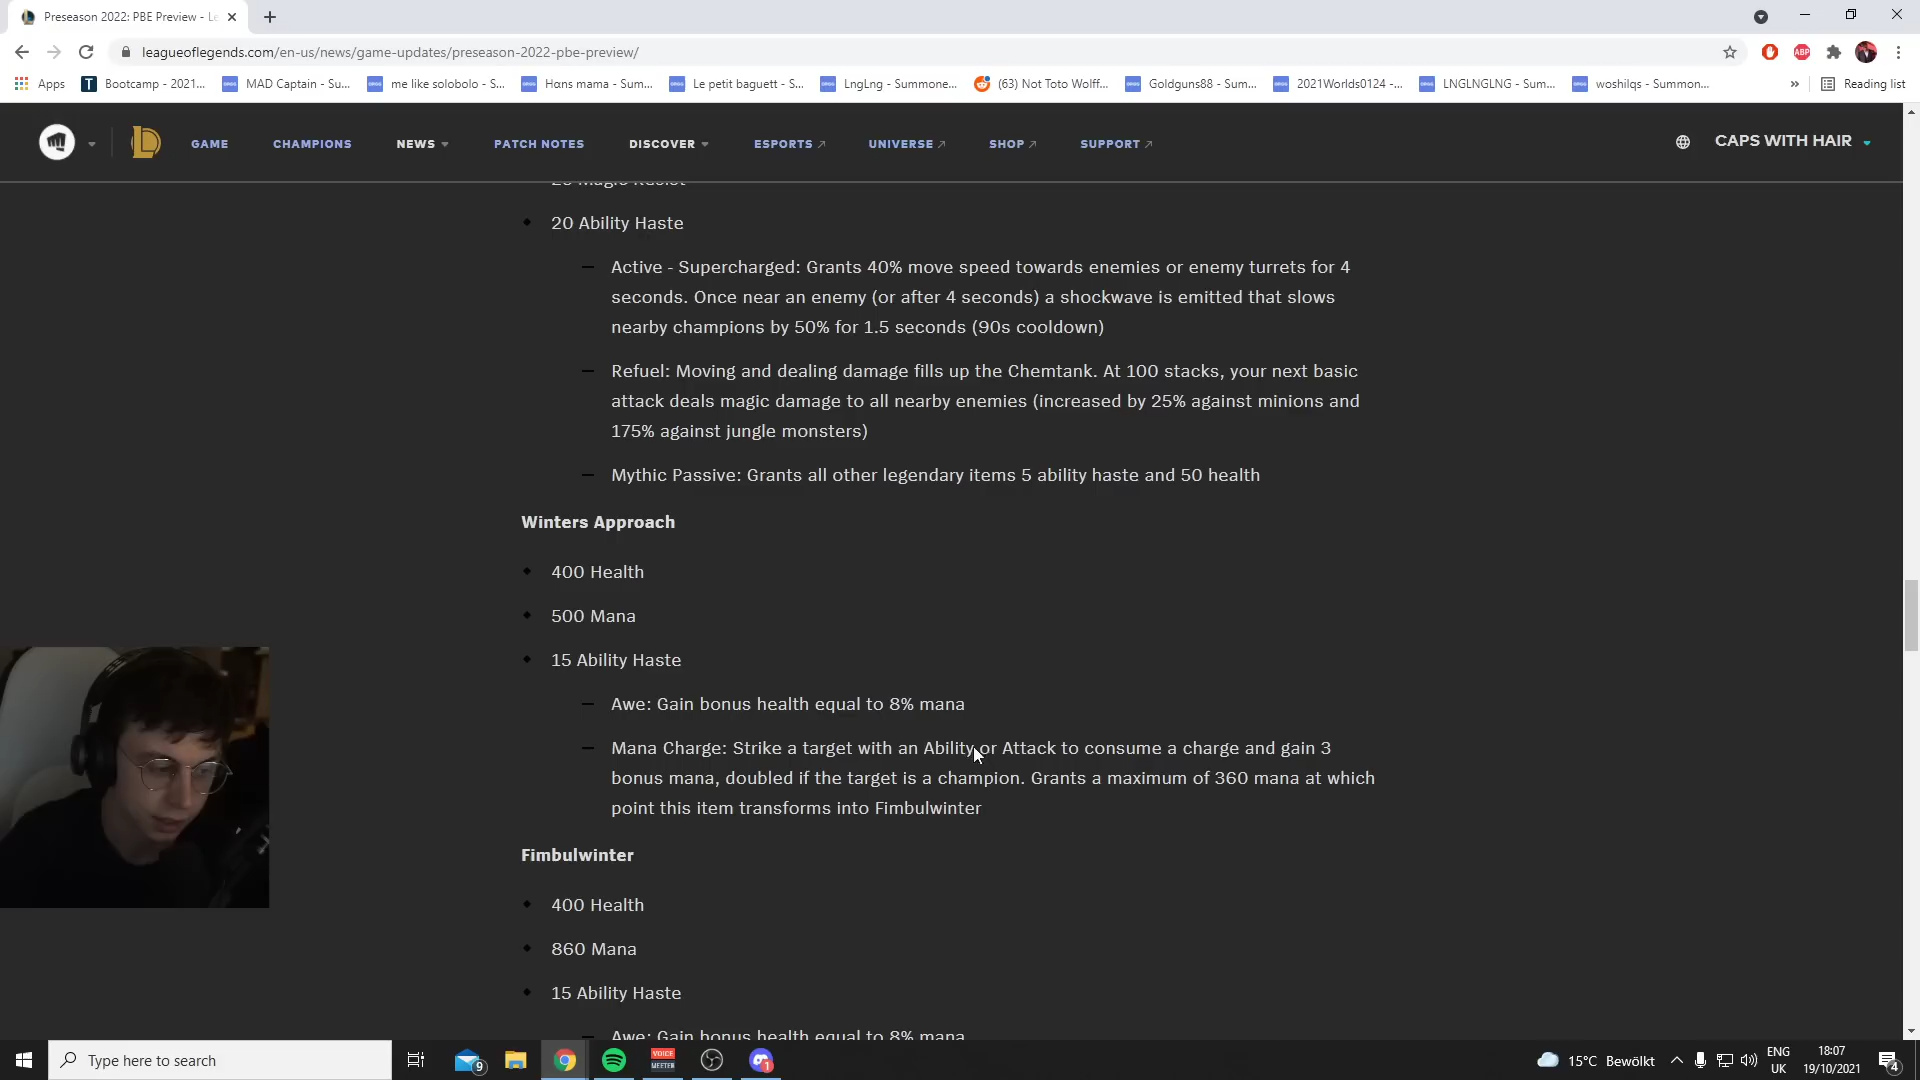 Preseason 2022: PBE Preview - Le
leagueoflegends.com/en-us/news/game-updates/preseason-2022-pbe-preview/
ABP
Apps
T Bootcamp - 2021...
MAD Captain - Su...
me like solobolo - S...
Hans mama - Sum...
Le petit baguett - S...
LngLng - Summone...
(63) Not Toto Wolff...
Goldguns88 - Sum...
2021Worlds0124 -...
LNGLNGLNG - Sum...
woshilqs - Summon...
»
Reading list
GAME
CHAMPIONS
NEWS
PATCH NOTES
DISCOVER
ESPORTS
UNIVERSE
SHOP
SUPPORT
CAPS WITH HAIR
20 Ability Haste
Active - Supercharged: Grants 40% move speed towards enemies or enemy turrets for 4
seconds. Once near an enemy (or after 4 seconds) a shockwave is emitted that slows
nearby champions by 50% for 1.5 seconds (90s cooldown)
Refuel: Moving and dealing damage fills up the Chemtank. At 100 stacks, your next basic
attack deals magic damage to all nearby enemies (increased by 25% against minions and
175% against jungle monsters)
Mythic Passive: Grants all other legendary items 5 ability haste and 50 health
Winters Approach
400 Health
500 Mana
15 Ability Haste
Awe: Gain bonus health equal to 8% mana
Mana Charge: Strike a target with an Ability or Attack to consume a charge and gain 3
bonus mana, doubled if the target is a champion. Grants a maximum of 360 mana at which
point this item transforms into Fimbulwinter
Fimbulwinter
400 Health
860 Mana
15 Ability Haste
Awe: Gain bonus health equal to 8% mana
Type here to search
9
VOICE
MEETER
1
15°C Bewölkt
ENG
UK
18:07
19/10/2021
4